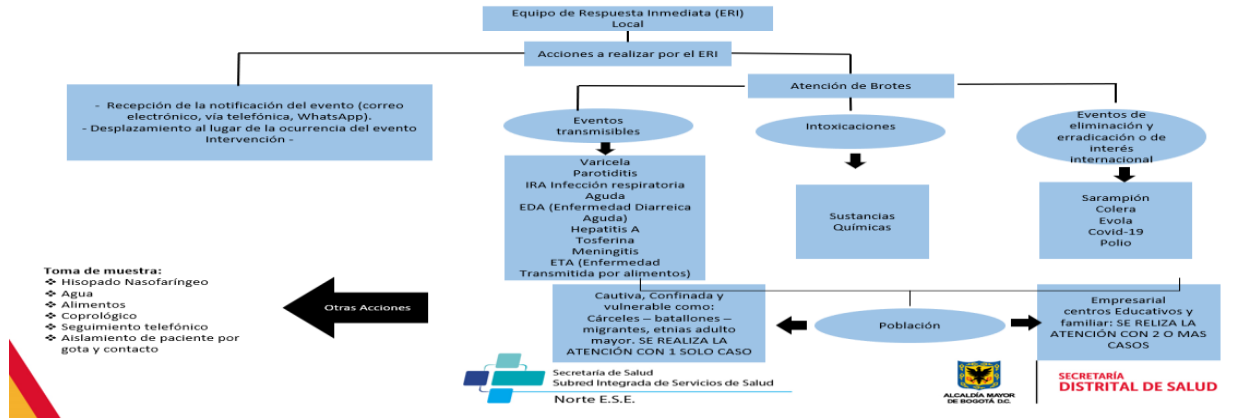 Equipo de Respuesta Inmediata (ERI)
Local
Acciones a realizar por el ERI
- Recepción de la notificación del evento (correo
electrónico, vía telefónica, WhatsApp).
- Desplazamiento al lugar de la ocurrencia del evento
Intervención -
Atención de Brotes
Eventos
transmisibles
Intoxicaciones
Eventos de
eliminación y
erradicación o de
interés
internacional
Varicela
Parotiditis
IRA Infección respiratoria
Aguda
EDA (Enfermedad Diarreica
Aguda)
Hepatitis A
Tosferina
Meningitis
ETA (Enfermedad
Transmitida por alimentos)
Sustancias
Químicas
Sarampión
Colera
Evola
Covid-19
Polio
Toma de muestra:
❖ Hisopado Nasofaríngeo
❖ Agua
❖ Alimentos
❖ Coprológico
❖ Seguimiento telefónico
❖ Aislamiento de paciente por
gota y contacto
Otras Acciones
Cautiva, Confinada y
vulnerable como:
Cárceles – batallones –
migrantes, etnias adulto
mayor. SE REALIZA LA
ATENCIÓN CON 1 SOLO CASO
Población
Empresarial
centros Educativos y
familiar: SE RELIZA LA
ATENCIÓN CON 2 O MAS
CASOS
Secretaría de Salud
Subred Integrada de Servicios de Salud
Norte E.S.E.
ALCALDÍA MAYOR
DE BOGOTÁ D.C.
SECRETARÍA
DISTRITAL DE SALUD